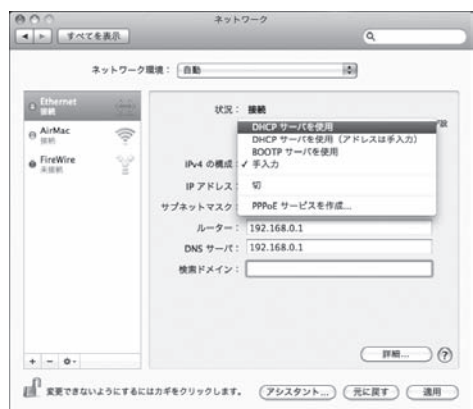 ネットワーク
すべてを表示
ネットワーク環境： 自動
Ethernet
接続
AirMac
接続
FireWire
未接続
状況： 接続
DHCP サーバを使用
DHCP サーバを使用（アドレスは手入力）
BOOTP サーバを使用
IPv4 の構成： ✓ 手入力
IP アドレス： 切
サブネットマスク： PPPoE サービスを作成...
ルーター： 192.168.0.1
DNS サーバ： 192.168.0.1
検索ドメイン：
詳細... ?
+ −
変更できないようにするにはカギをクリックします。 アシスタント... 元に戻す 適用